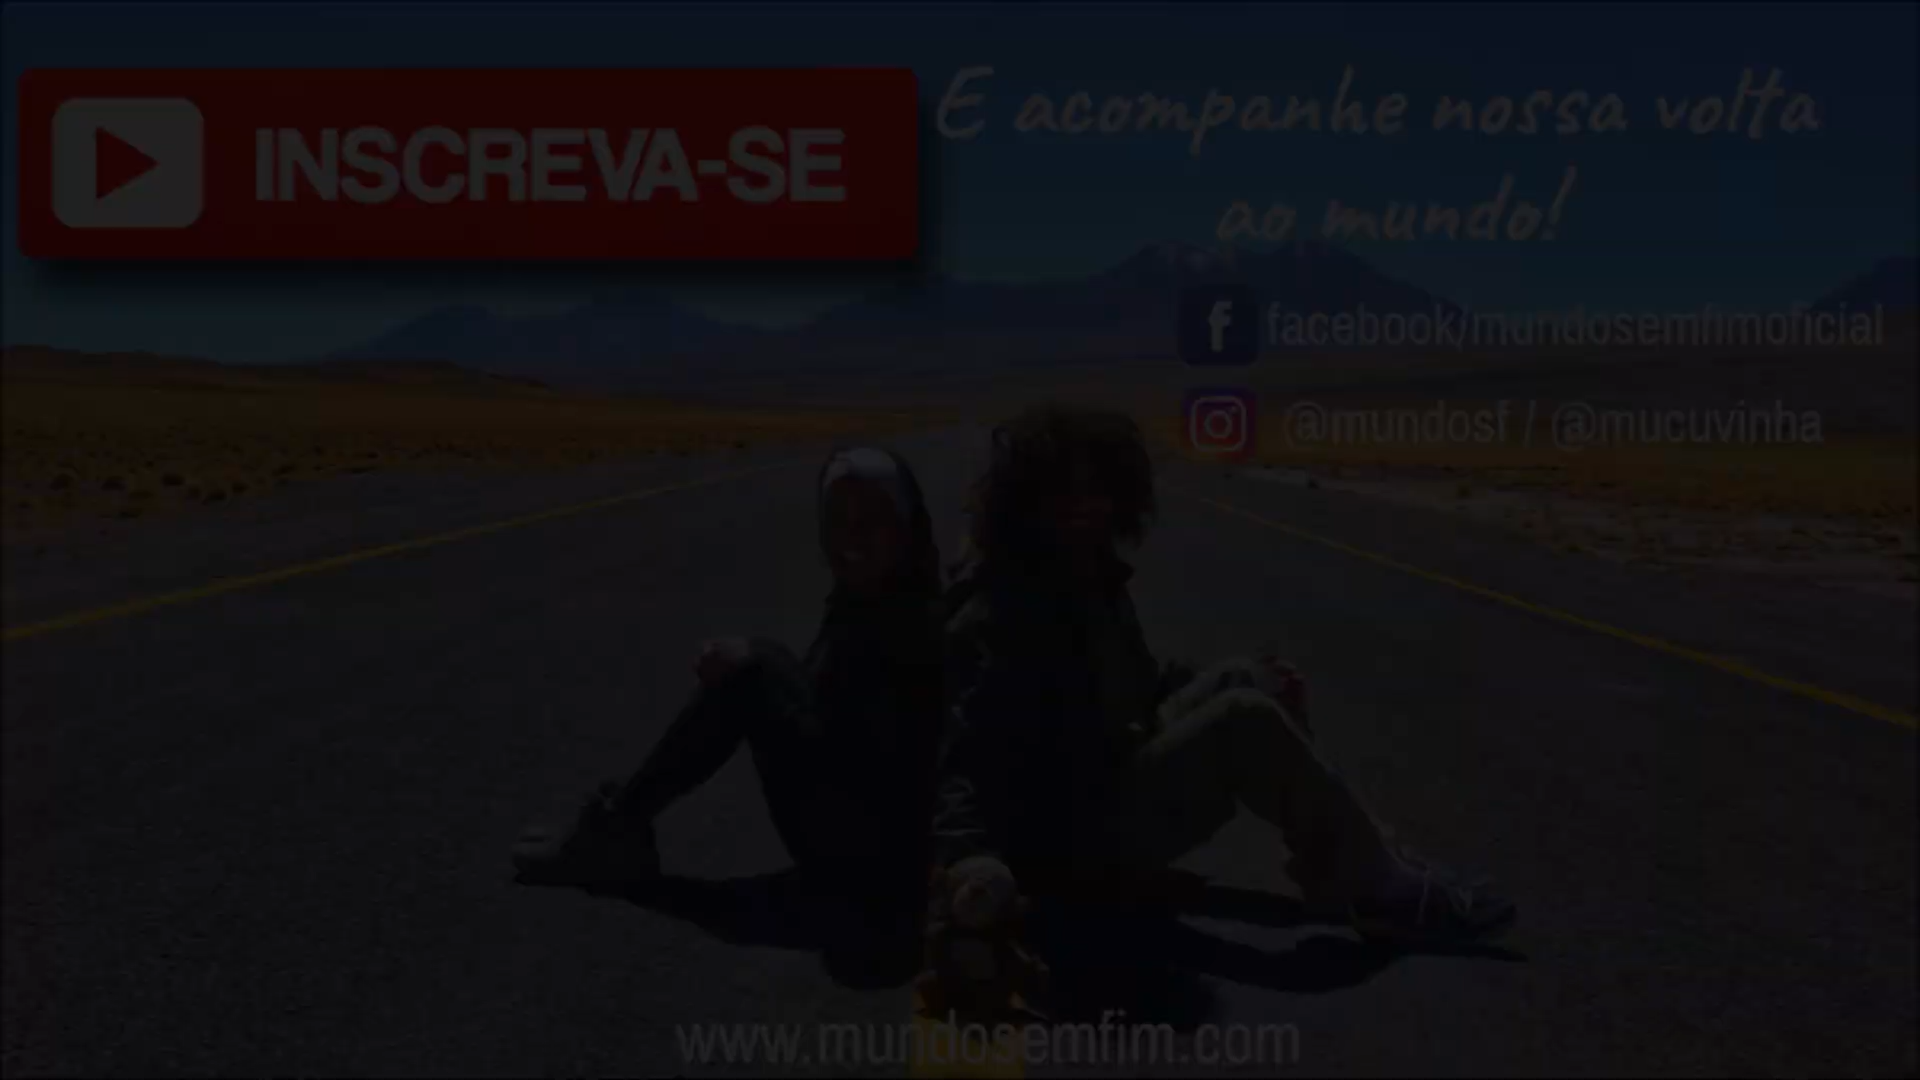 INSCREVA-SE
E acompanhe nossa volta
ao mundo!
facebook/mundosemfimoficial
@mundosf / @mucuvinha
www.mundosemfim.com